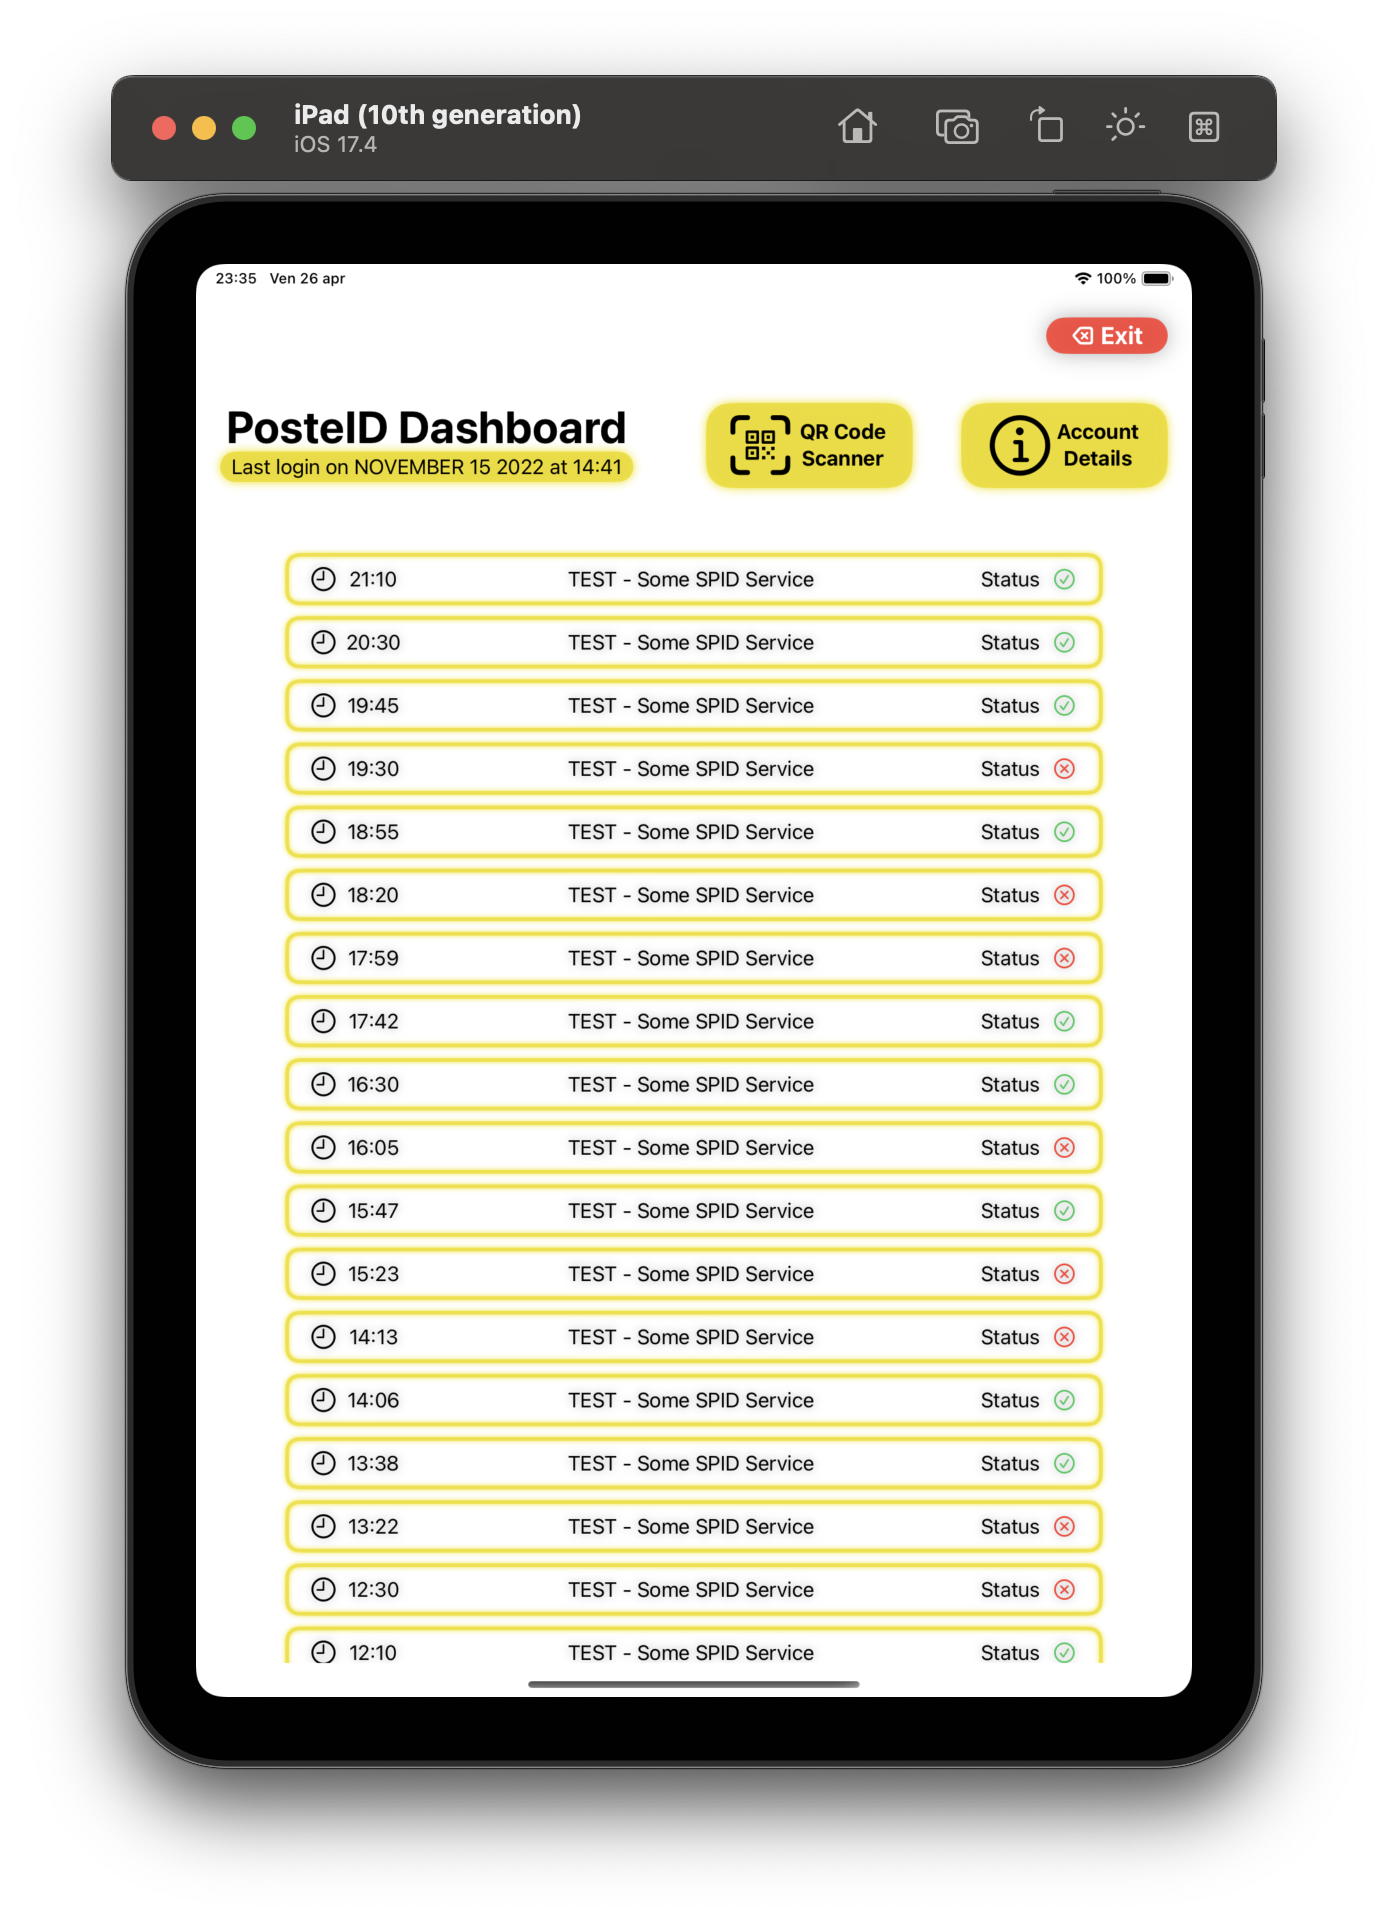 iPad (10th generation)
iOS 17.4
23:35 Ven 26 apr 100%
Exit
PosteID Dashboard
Last login on NOVEMBER 15 2022 at 14:41
QR Code
Scanner
Account
Details
21:10 TEST - Some SPID Service Status
20:30 TEST - Some SPID Service Status
19:45 TEST - Some SPID Service Status
19:30 TEST - Some SPID Service Status
18:55 TEST - Some SPID Service Status
18:20 TEST - Some SPID Service Status
17:59 TEST - Some SPID Service Status
17:42 TEST - Some SPID Service Status
16:30 TEST - Some SPID Service Status
16:05 TEST - Some SPID Service Status
15:47 TEST - Some SPID Service Status
15:23 TEST - Some SPID Service Status
14:13 TEST - Some SPID Service Status
14:06 TEST - Some SPID Service Status
13:38 TEST - Some SPID Service Status
13:22 TEST - Some SPID Service Status
12:30 TEST - Some SPID Service Status
12:10 TEST - Some SPID Service Status